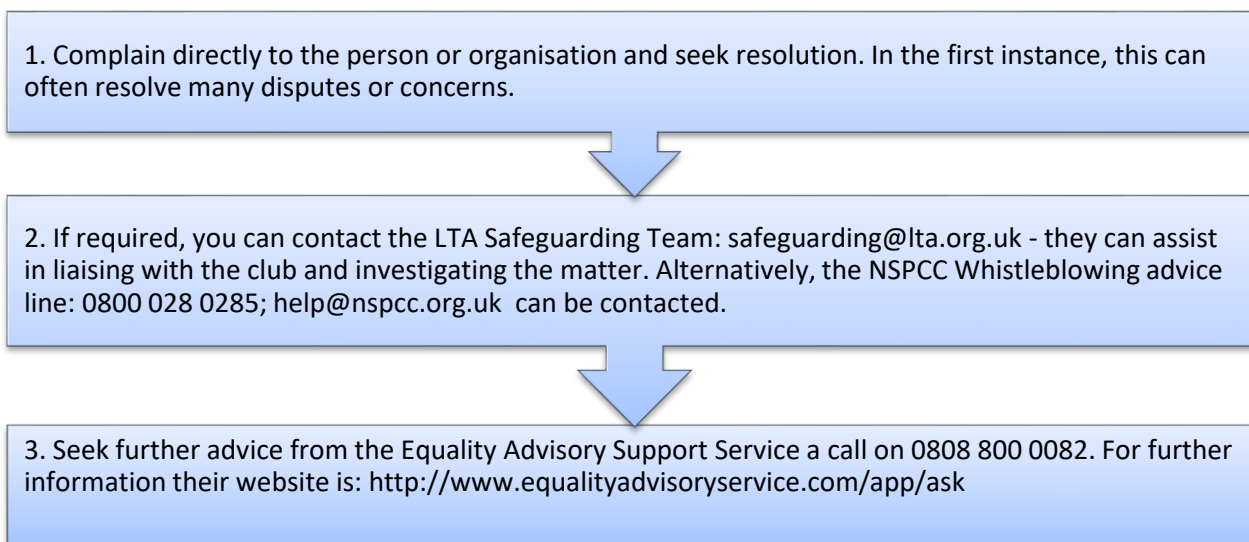 1. Complain directly to the person or organisation and seek resolution. In the first instance, this can
often resolve many disputes or concerns.
2. If required, you can contact the LTA Safeguarding Team: safeguarding@lta.org.uk - they can assist
in liaising with the club and investigating the matter. Alternatively, the NSPCC Whistleblowing advice
line: 0800 028 0285; help@nspcc.org.uk  can be contacted.
3. Seek further advice from the Equality Advisory Support Service a call on 0808 800 0082. For further
information their website is: http://www.equalityadvisoryservice.com/app/ask